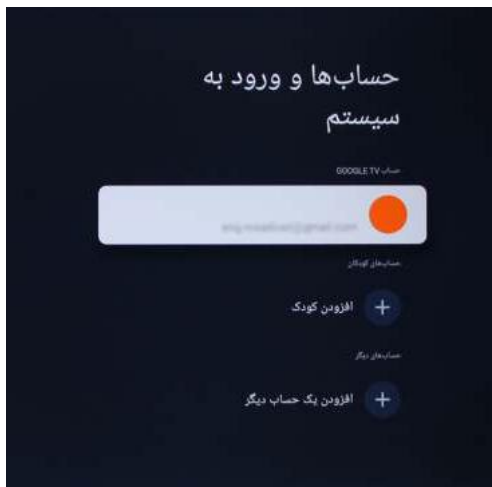 حساب‌ها و ورود به
سیستم
حساب GOOGLE TV
حساب‌های کودکان
افزودن کودک
حساب‌های دیگر
افزودن یک حساب دیگر